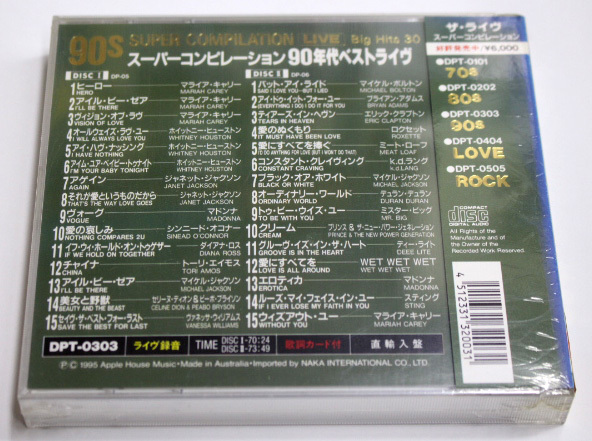 90s SUPER COMPILATION [LIVE] Big Hits 30
スーパーコンピレーション90年代ベストライヴ
DISC I DP-05
1 ヒーロー マライア・キャリー
HERO MARIAH CAREY
2 アイル・ビー・ゼア マライア・キャリー
I'LL BE THERE MARIAH CAREY
3 ヴィジョン・オブ・ラヴ マライア・キャリー
VISION OF LOVE MARIAH CAREY
4 オールウェイズ・ラヴ・ユー ホイットニー・ヒューストン
I WILL ALWAYS LOVE YOU WHITNEY HOUSTON
5 アイ・ハヴ・ナッシング ホイットニー・ヒューストン
I HAVE NOTHING WHITNEY HOUSTON
6 アイム・ユア・ベイビー・トゥナイト ホイットニー・ヒューストン
I'M YOUR BABY TONIGHT WHITNEY HOUSTON
7 アゲイン ジャネット・ジャクソン
AGAIN JANET JACKSON
8 それが愛というものだから ジャネット・ジャクソン
THAT'S THE WAY LOVE GOES JANET JACKSON
9 ヴォーグ マドンナ
VOGUE MADONNA
10 愛の哀しみ シンニード・オコナー
NOTHING COMPARES 2U SINEAD O'CONNOR
11 イフ・ウィ・ホールド・オン・トゥゲザー ダイアナ・ロス
IF WE HOLD ON TOGETHER DIANA ROSS
12 チャイナ トーリ・エイモス
CHINA TORI AMOS
13 アイル・ビー・ゼア マイケル・ジャクソン
I'LL BE THERE MICHAEL JACKSON
14 美女と野獣 セリーヌ・ディオン&ピーボ・ブライソン
BEAUTY AND THE BEAST CELINE DION & PEABO BRYSON
15 セイヴ・ザ・ベスト・フォー・ラスト ヴァネッサ・ウィリアムス
SAVE THE BEST FOR LAST VANESSA WILLIAMS
DISC II DP-06
1 バット・アイ・ライド マイケル・ボルトン
SAID I LOVE YOU-BUT I LIED MICHAEL BOLTON
2 アイ・ドゥ・イット・フォー・ユー ブライアン・アダムス
(EVERYTHING I DO) I DO IT FOR YOU BRYAN ADAMS
3 ティアーズ・イン・ヘヴン エリック・クラプトン
TEARS IN HEAVEN ERIC CLAPTON
4 愛のぬくもり ロクセット
IT MUST HAVE BEEN LOVE ROXETTE
5 愛にすべてを捧ぐ ミート・ローフ
I'D DO ANYTHING FOR LOVE (BUT I WON'T DO THAT) MEAT LOAF
6 コンスタント・クレイヴィング k.d.ラング
CONSTANT CRAVING k.d.LANG
7 ブラック・オア・ホワイト マイケル・ジャクソン
BLACK OR WHITE MICHAEL JACKSON
8 オーディナリー・ワールド デュラン・デュラン
ORDINARY WORLD DURAN DURAN
9 トゥ・ビー・ウィズ・ユー ミスター・ビッグ
TO BE WITH YOU MR. BIG
10 クリーム プリンス & ザ・ニュー・パワー・ジェネレーション
CREAM PRINCE & THE NEW POWER GENERATION
11 グルーヴ・イズ・イン・ザ・ハート ディー・ライト
GROOVE IS IN THE HEART DEEE LITE
12 愛にすべてを WET WET WET
LOVE IS ALL AROUND WET WET WET
13 エロティカ マドンナ
EROTICA MADONNA
14 ルーズ・マイ・フェイス・イン・ユー スティング
IF I EVER LOSE MY FAITH IN YOU STING
15 ウィズアウト・ユー マライア・キャリー
WITHOUT YOU MARIAH CAREY
DPT-0303 ライヴ録音 TIME DISC I-70:24 歌詞カード付 直輸入盤
DISC II-73:49
Ⓟ© 1995 Apple House Music・Made in Australia・Imported by NAKA INTERNATIONAL CO., LTD.
ザ・ライヴ
スーパーコンピレーション
好評発売中/¥6,000
●DPT-0101
70s
●DPT-0202
80s
●DPT-0303
90s
●DPT-0404
LOVE
●DPT-0505
ROCK
COMPACT
disc
DIGITAL AUDIO
All Rights of the
Manufacture and of
the Owner of the
Recorded Work Reserved.
4512331320031